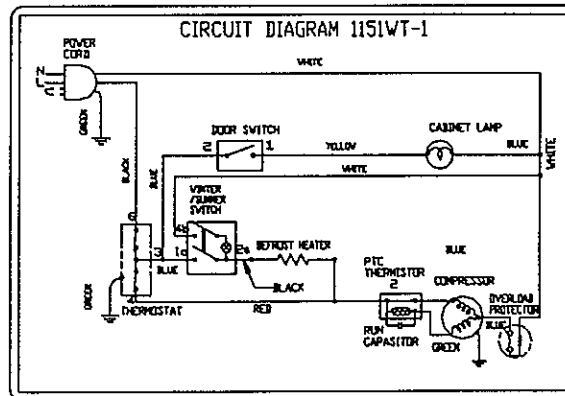 CIRCUIT DIAGRAM 1151WT-1
POWER
CORD
N
L
G
WHITE
GREEN
DOOR SWITCH
2
1
YELLOW
CABINET LAMP
BLUE
WHITE
BLACK
BLUE
WHITE
WINTER
/SUMMER
SWITCH
6
3
BLUE
1a
2a
DEFROST HEATER
BLACK
BLUE
GREEN
THERMOSTAT
4
RED
PTC
THERMISTER
2
COMPRESSOR
OVERLOAD
PROTECTOR
BLUE
RUN
CAPASITOR
GREEN